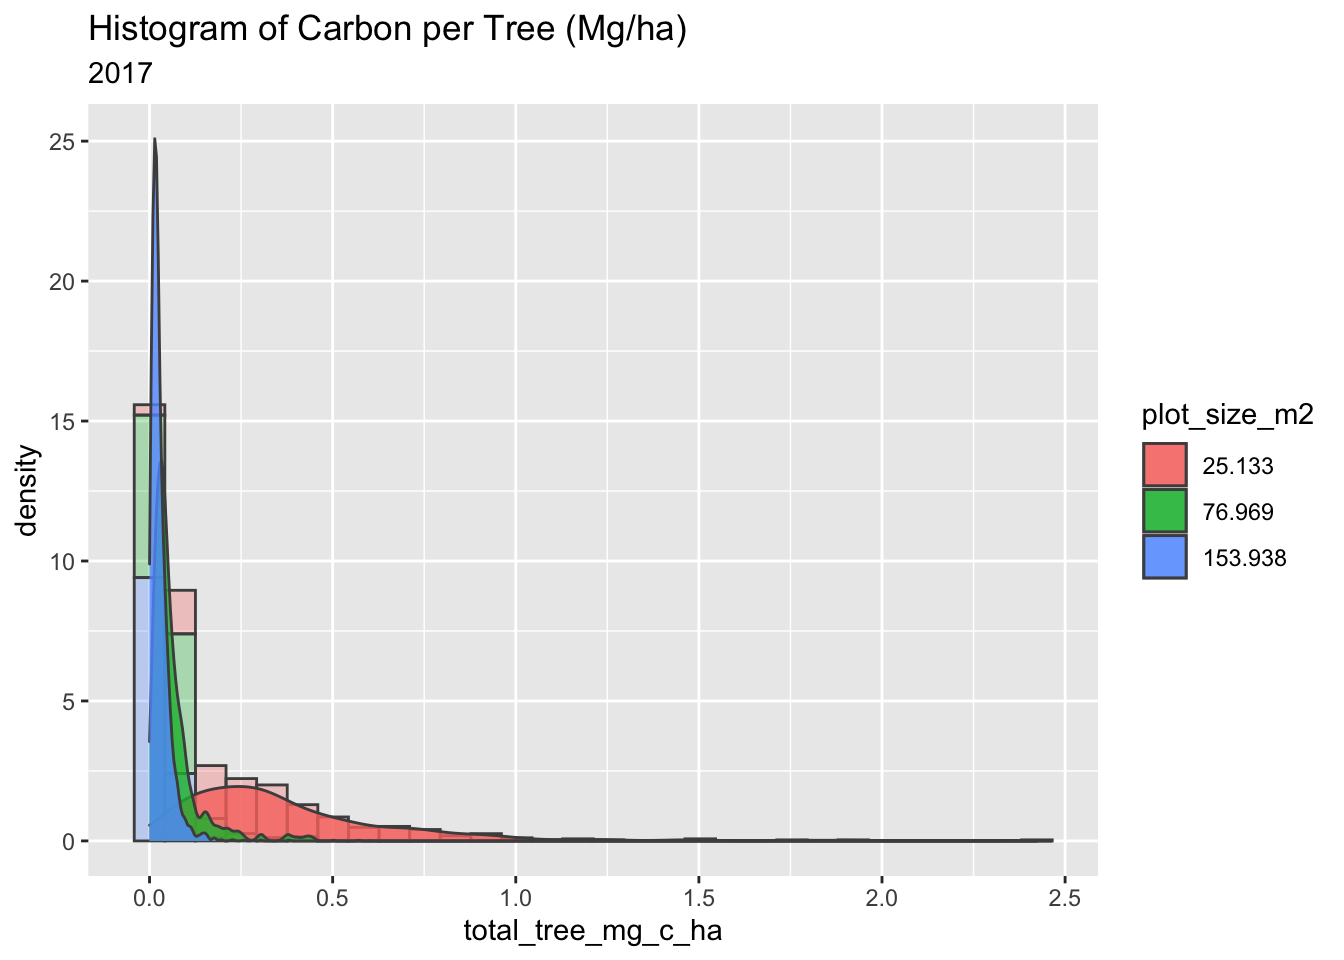 Histogram of Carbon per Tree (Mg/ha)
2017
25
20
15
10
5
0
density
0.0 0.5 1.0 1.5 2.0 2.5
total_tree_mg_c_ha
plot_size_m2
25.133
76.969
153.938